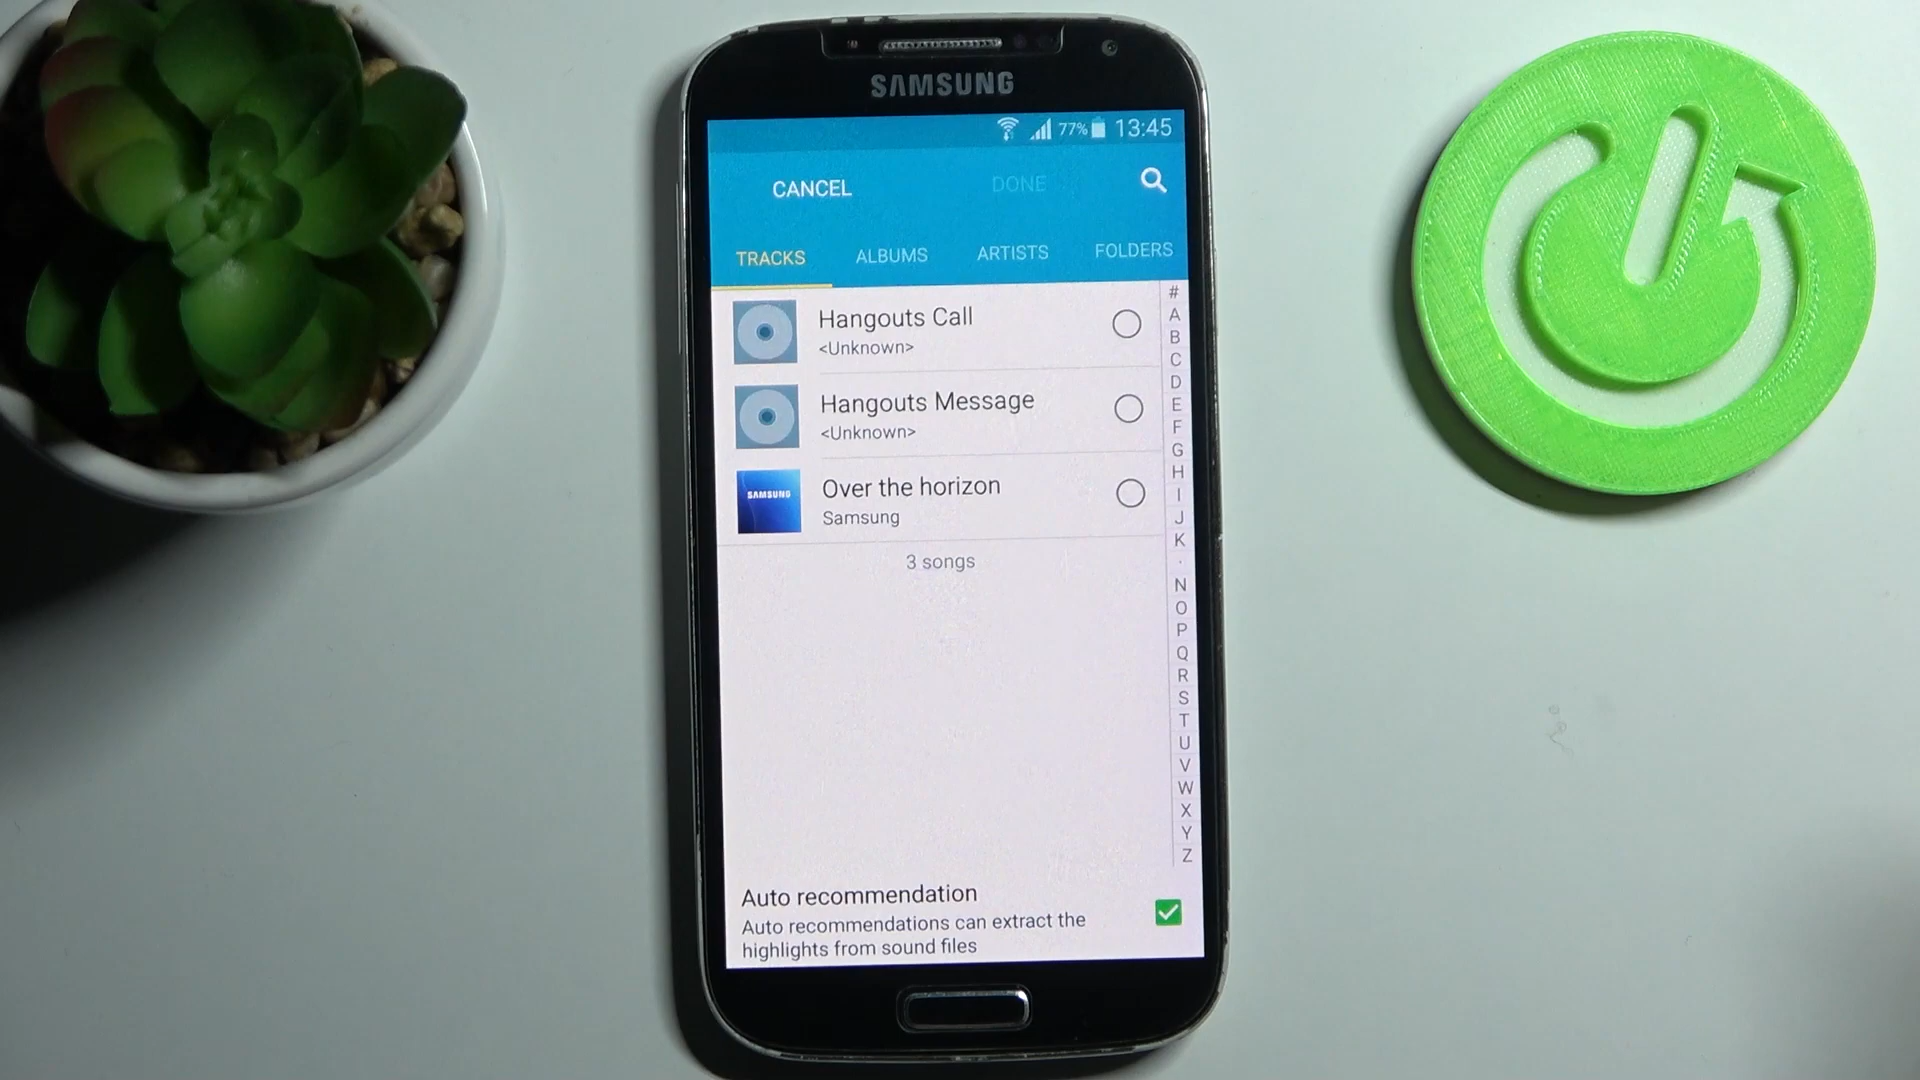 SAMSUNG
77% 13:45
CANCEL DONE
TRACKS ALBUMS ARTISTS FOLDERS
Hangouts Call
<Unknown>
Hangouts Message
<Unknown>
SAMSUNG
Over the horizon
Samsung
3 songs
#
A
B
C
D
E
F
G
H
I
J
K
·
N
O
P
Q
R
S
T
U
V
W
X
Y
Z
Auto recommendation
Auto recommendations can extract the
highlights from sound files